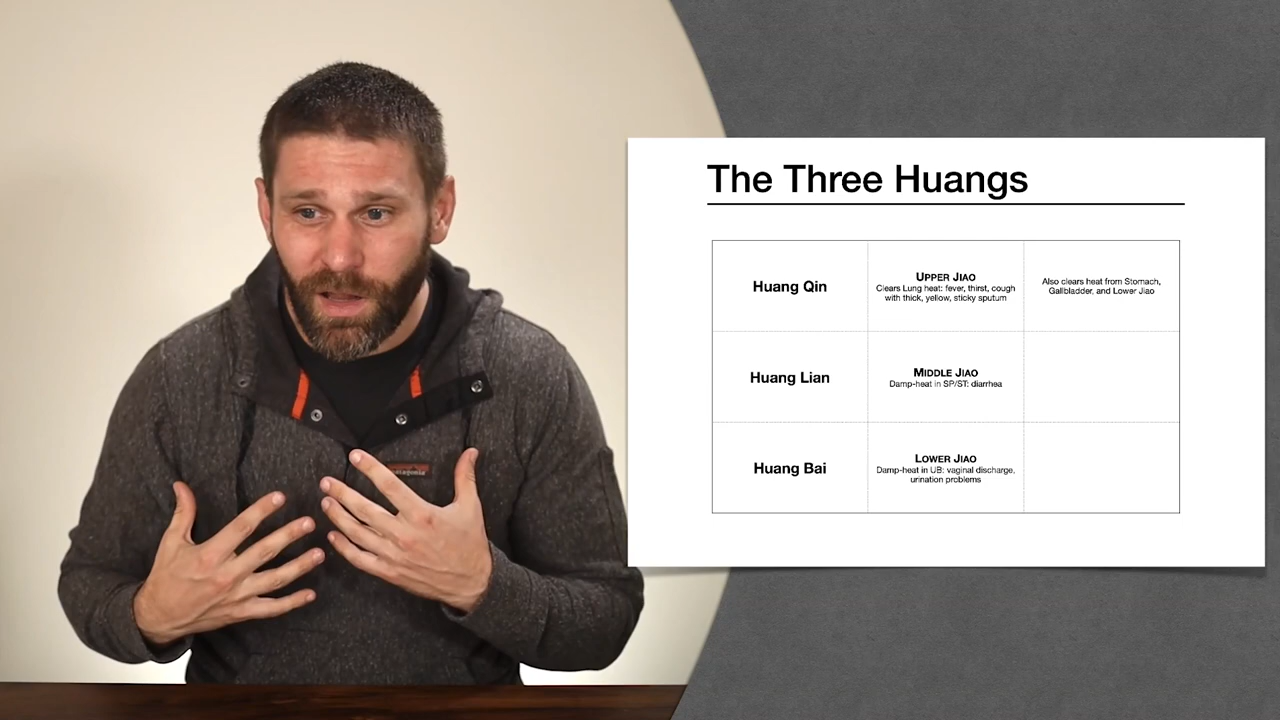 The Three Huangs
Huang Qin
UPPER JIAO
Clears Lung heat: fever, thirst, cough
with thick, yellow, sticky sputum
Also clears heat from Stomach,
Gallbladder, and Lower Jiao
Huang Lian
MIDDLE JIAO
Damp-heat in SP/ST: diarrhea
Huang Bai
LOWER JIAO
Damp-heat in UB: vaginal discharge,
urination problems
patagonia